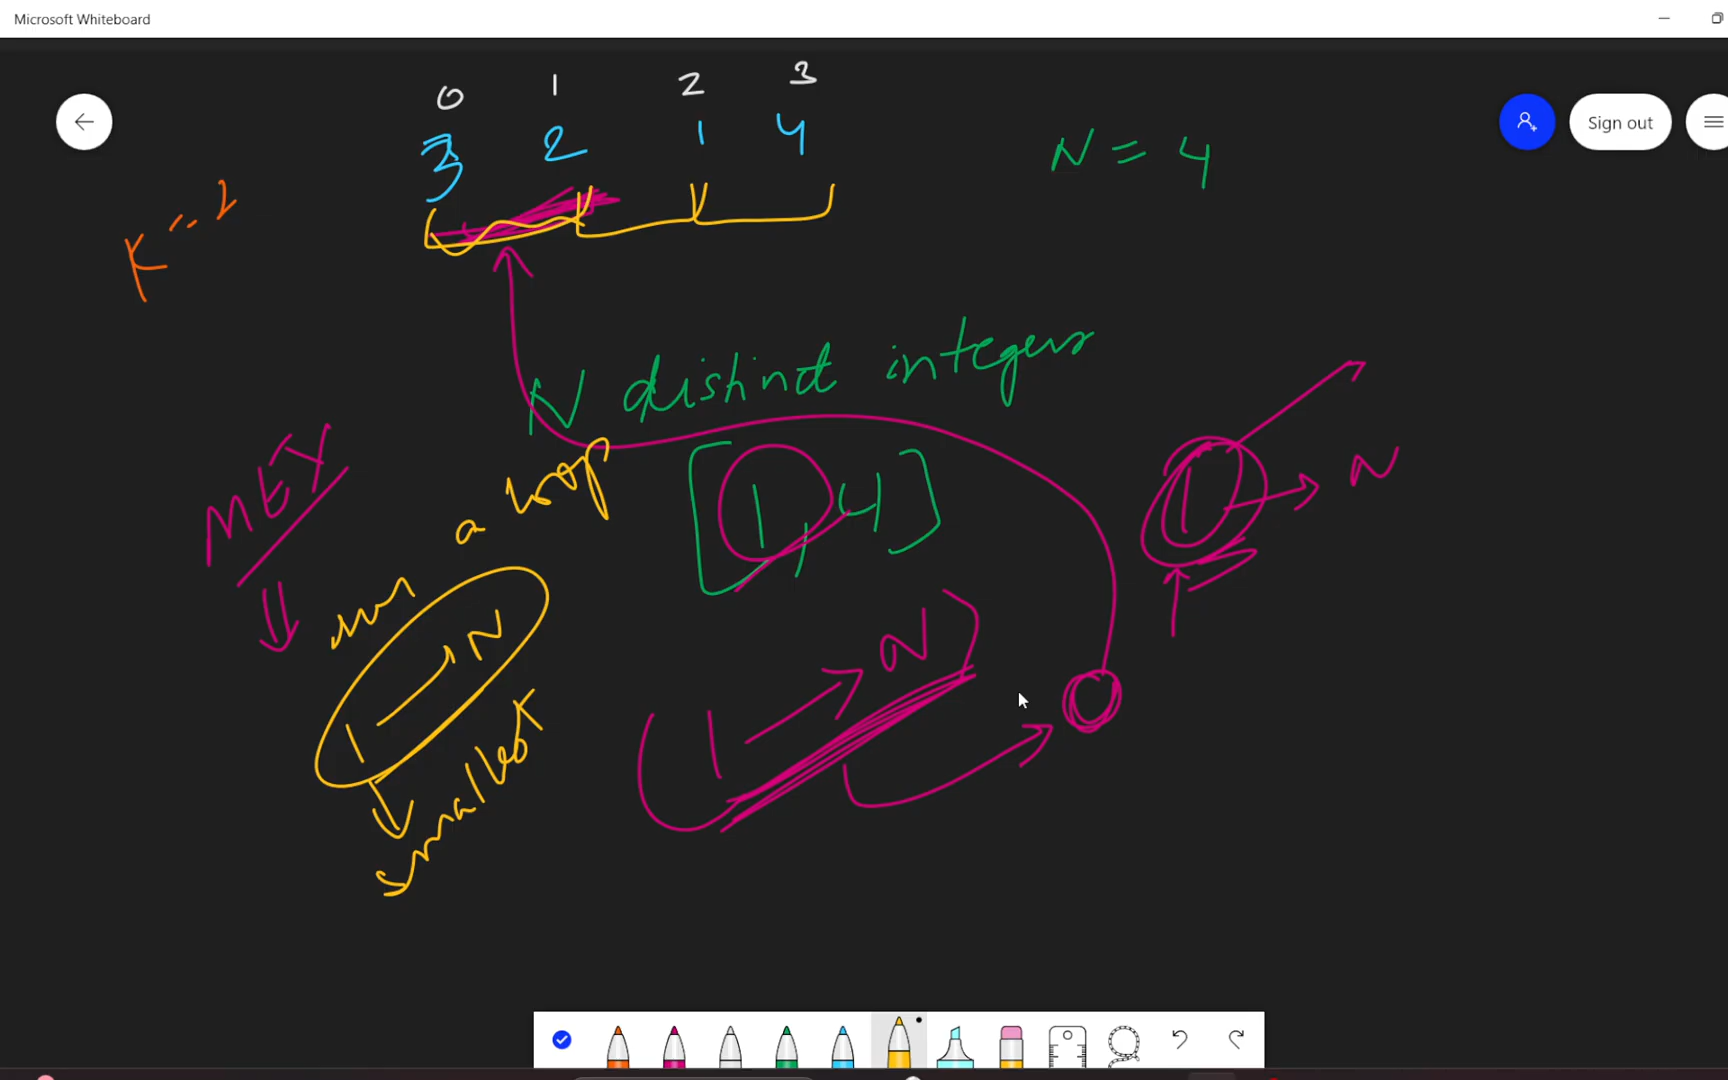 Microsoft Whiteboard
0 1 2 3
3 2 1 4
N = 4
Sign out
N distinct integers
[1, 4]
MEX
a loop
run
1 → N
smallest
1 → N
1 → N